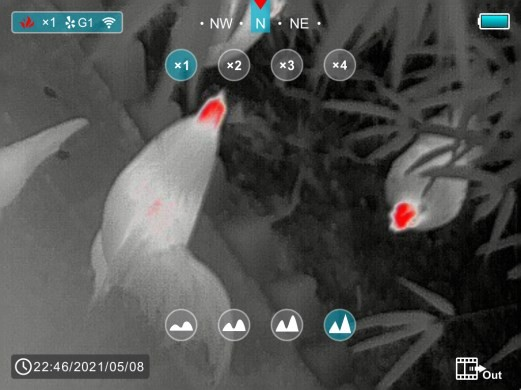 ×1 G1
· NW · N · NE ·
×1 ×2 ×3 ×4
22:46/2021/05/08
Out